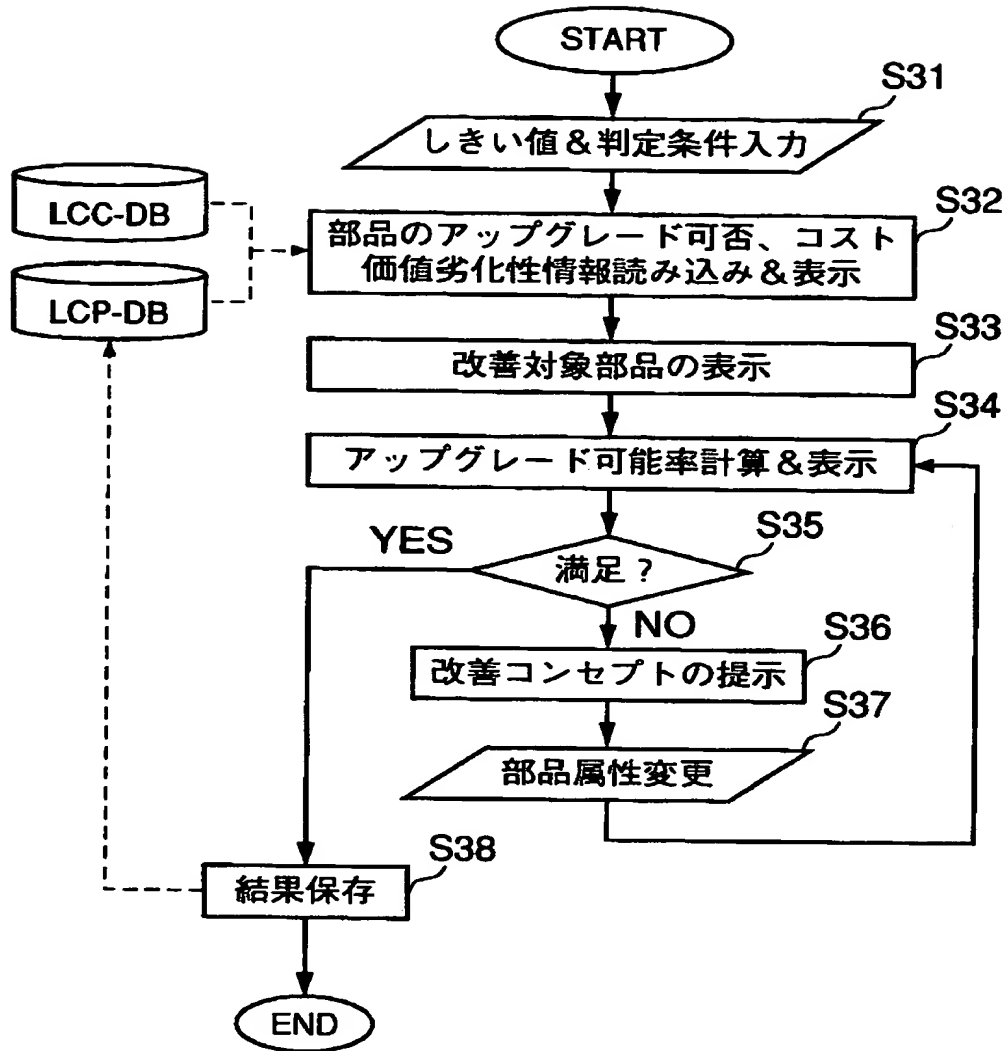 START
S31
しきい値&判定条件入力
LCC-DB
S32
部品のアップグレード可否、コスト
価値劣化性情報読み込み&表示
LCP-DB
S33
改善対象部品の表示
S34
アップグレード可能率計算&表示
S35
YES
満足?
NO
S36
改善コンセプトの提示
S37
部品属性変更
S38
結果保存
END